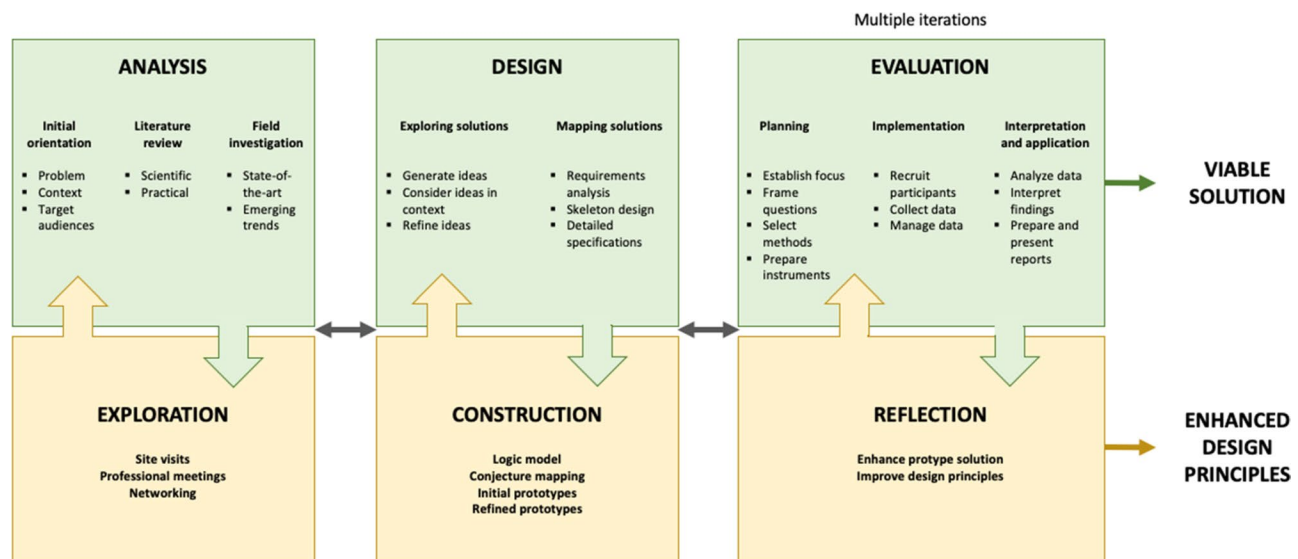 Multiple iterations
ANALYSIS
Initial
orientation
▪ Problem
▪ Context
▪ Target
audiences
Literature
review
▪ Scientific
▪ Practical
Field
investigation
▪ State-of-
the-art
▪ Emerging
trends
DESIGN
Exploring solutions
▪ Generate ideas
▪ Consider ideas in
context
▪ Refine ideas
Mapping solutions
▪ Requirements
analysis
▪ Skeleton design
▪ Detailed
specifications
EVALUATION
Planning
▪ Establish focus
▪ Frame
questions
▪ Select
methods
▪ Prepare
instruments
Implementation
▪ Recruit
participants
▪ Collect data
▪ Manage data
Interpretation
and application
▪ Analyze data
▪ Interpret
findings
▪ Prepare and
present
reports
VIABLE
SOLUTION
EXPLORATION
Site visits
Professional meetings
Networking
CONSTRUCTION
Logic model
Conjecture mapping
Initial prototypes
Refined prototypes
REFLECTION
Enhance protype solution
Improve design principles
ENHANCED
DESIGN
PRINCIPLES